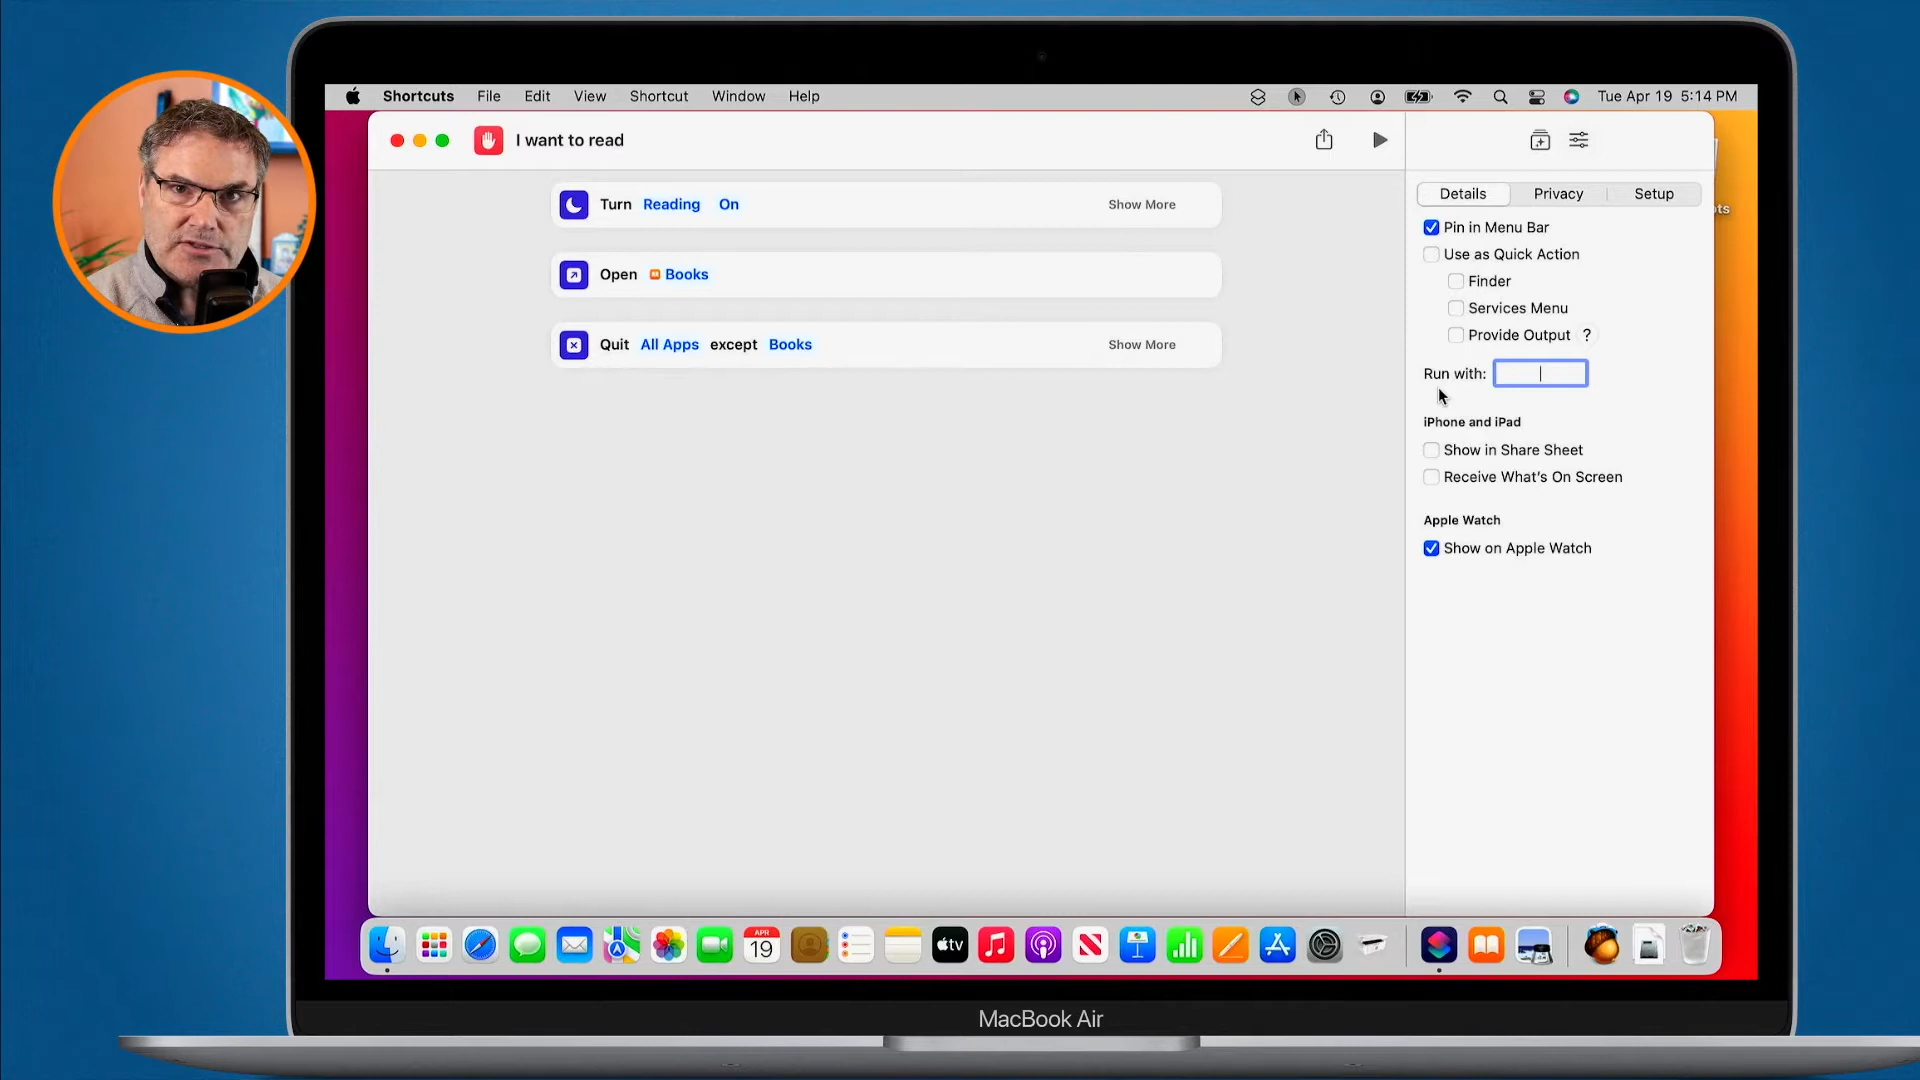 Shortcuts File Edit View Shortcut Window Help Tue Apr 19 5:14 PM
I want to read
Turn Reading On Show More
Open Books
Quit All Apps except Books Show More
Details Privacy Setup
Pin in Menu Bar
Use as Quick Action
Finder
Services Menu
Provide Output ?
Run with:
iPhone and iPad
Show in Share Sheet
Receive What's On Screen
Apple Watch
Show on Apple Watch
ots
APR
19
tv
MacBook Air